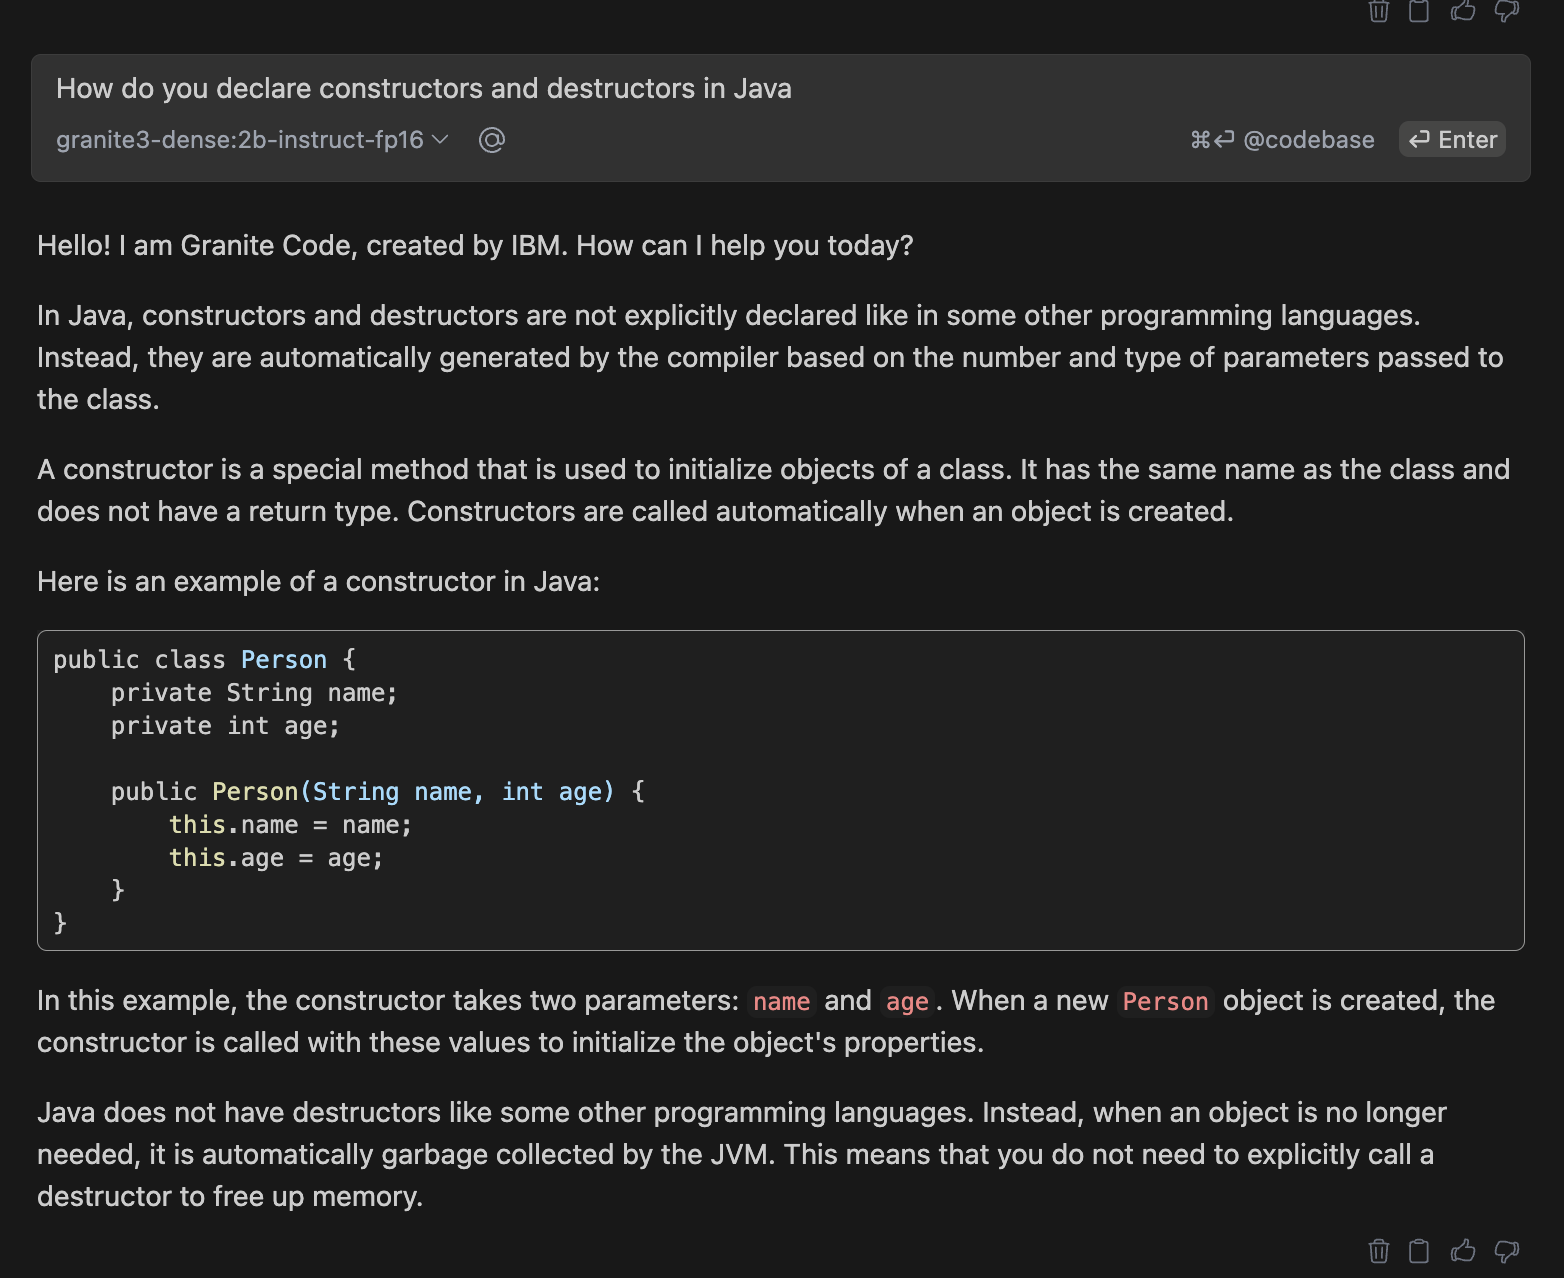 How do you declare constructors and destructors in Java
granite3-dense:2b-instruct-fp16 @ ⌘⏎ @codebase ⏎ Enter
Hello! I am Granite Code, created by IBM. How can I help you today?
In Java, constructors and destructors are not explicitly declared like in some other programming languages.
Instead, they are automatically generated by the compiler based on the number and type of parameters passed to
the class.
A constructor is a special method that is used to initialize objects of a class. It has the same name as the class and
does not have a return type. Constructors are called automatically when an object is created.
Here is an example of a constructor in Java:
public class Person {
    private String name;
    private int age;
    public Person(String name, int age) {
        this.name = name;
        this.age = age;
    }
}
In this example, the constructor takes two parameters: name and age. When a new Person object is created, the
constructor is called with these values to initialize the object's properties.
Java does not have destructors like some other programming languages. Instead, when an object is no longer
needed, it is automatically garbage collected by the JVM. This means that you do not need to explicitly call a
destructor to free up memory.